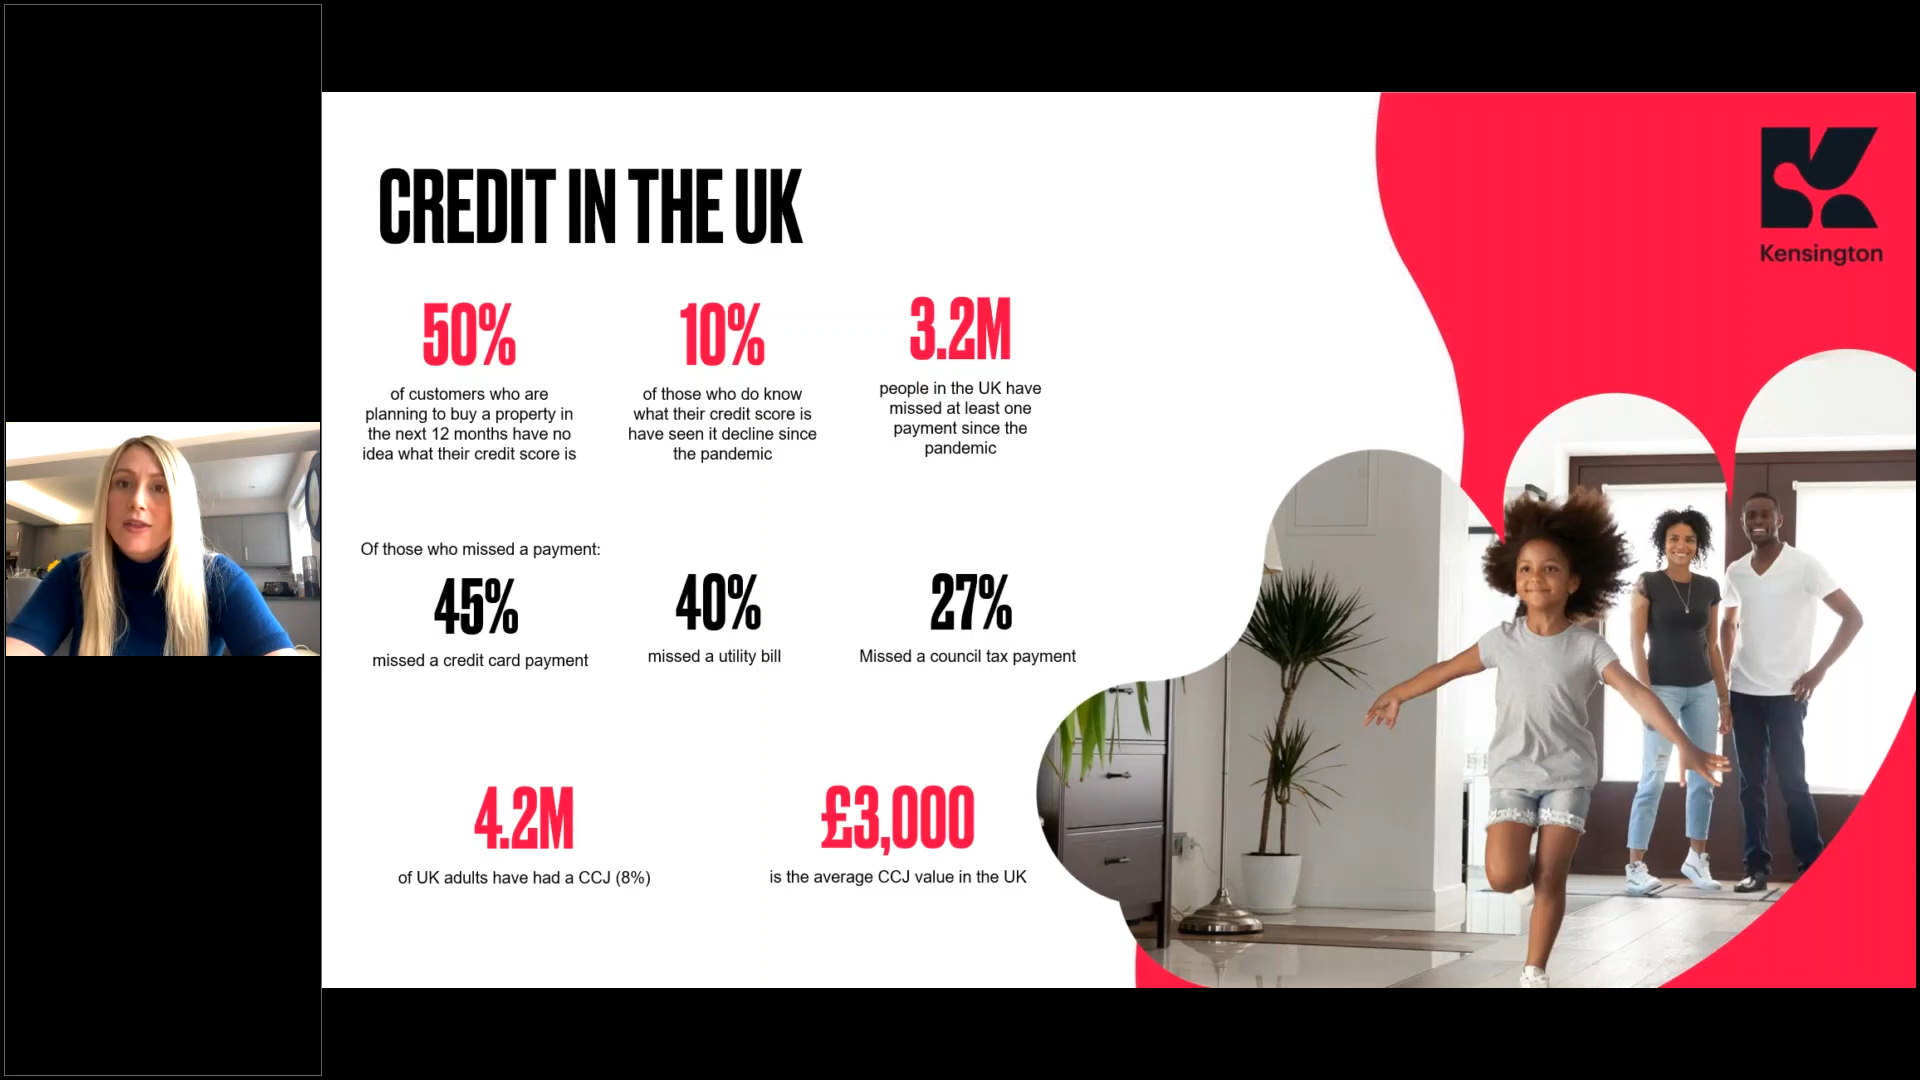 CREDIT IN THE UK
Kensington
50%
of customers who are
planning to buy a property in
the next 12 months have no
idea what their credit score is
10%
of those who do know
what their credit score is
have seen it decline since
the pandemic
3.2M
people in the UK have
missed at least one
payment since the
pandemic
Of those who missed a payment:
45%
missed a credit card payment
40%
missed a utility bill
27%
Missed a council tax payment
4.2M
of UK adults have had a CCJ (8%)
£3,000
is the average CCJ value in the UK